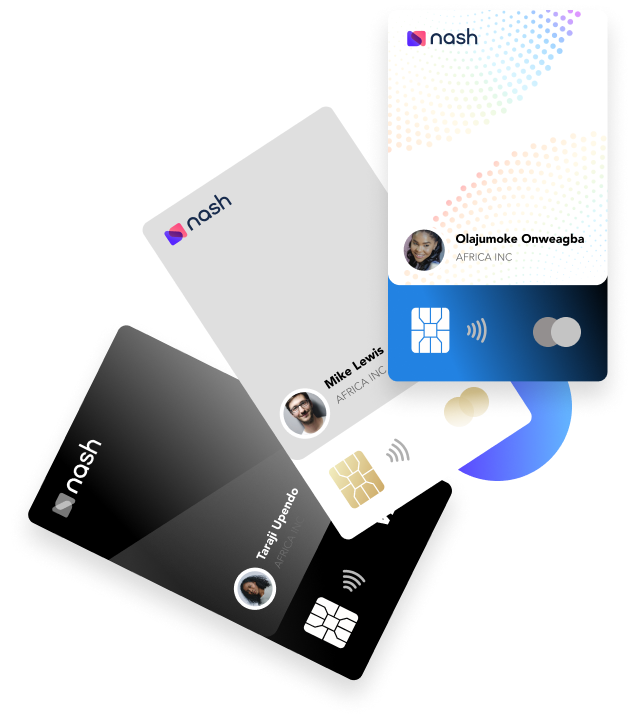 nash
Olajumoke Onweagba
AFRICA INC
nash
Mike Lewis
AFRICA INC
nash
Taraji Upendo
AFRICA INC